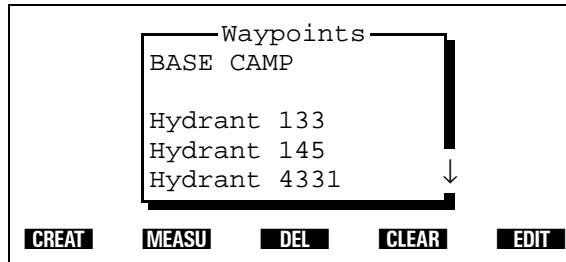 Waypoints
BASE CAMP
Hydrant 133
Hydrant 145
Hydrant 4331
↓
CREAT MEASU DEL CLEAR EDIT